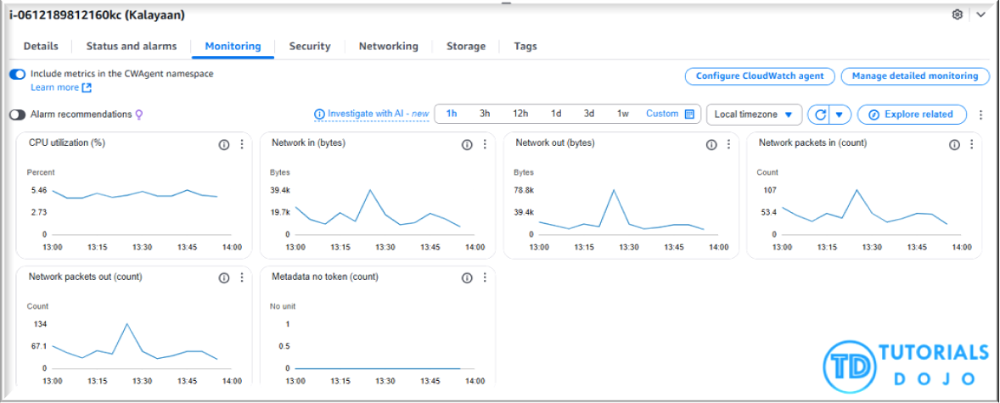 i-0612189812160kc (Kalayaan)
Details Status and alarms Monitoring Security Networking Storage Tags
Include metrics in the CWAgent namespace
Learn more
Configure CloudWatch agent Manage detailed monitoring
Alarm recommendations
Investigate with AI - new 1h 3h 12h 1d 3d 1w Custom Local timezone Explore related
CPU utilization (%)
Percent
5.46
2.73
0
13:00 13:15 13:30 13:45 14:00
Network in (bytes)
Bytes
39.4k
19.7k
0
13:00 13:15 13:30 13:45 14:00
Network out (bytes)
Bytes
78.8k
39.4k
0
13:00 13:15 13:30 13:45 14:00
Network packets in (count)
Count
107
53.4
0
13:00 13:15 13:30 13:45 14:00
Network packets out (count)
Count
134
67.1
0
13:00 13:15 13:30 13:45 14:00
Metadata no token (count)
No unit
1
0.5
0
13:00 13:15 13:30 13:45 14:00
TD TUTORIALS
DOJO